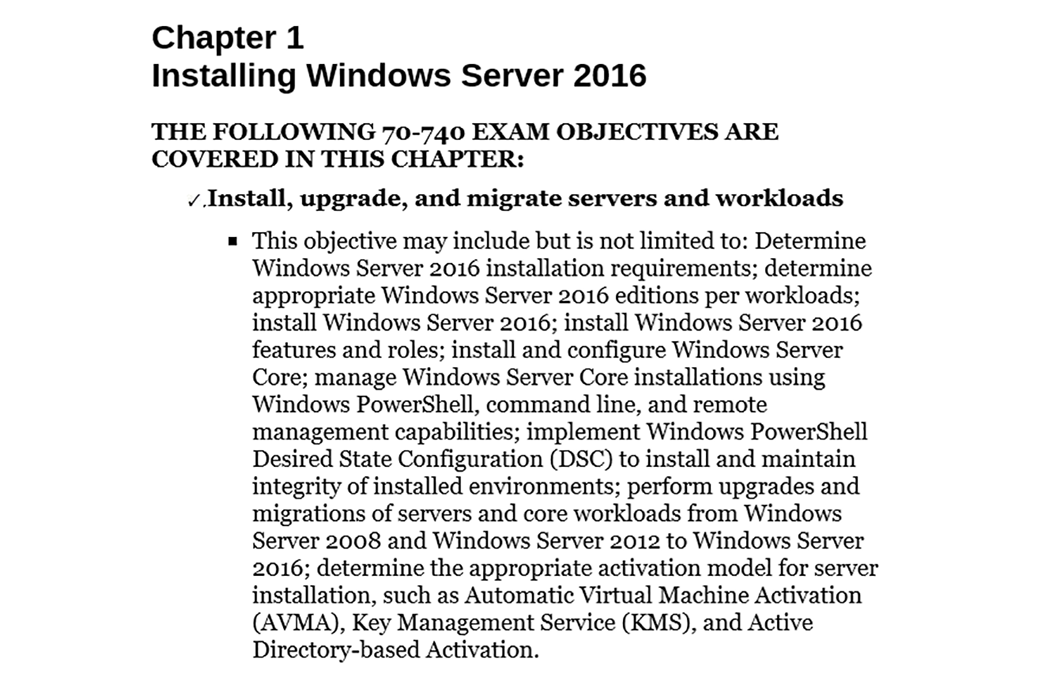 Chapter 1
Installing Windows Server 2016
THE FOLLOWING 70-740 EXAM OBJECTIVES ARE
COVERED IN THIS CHAPTER:
✓.Install, upgrade, and migrate servers and workloads
■ This objective may include but is not limited to: Determine
Windows Server 2016 installation requirements; determine
appropriate Windows Server 2016 editions per workloads;
install Windows Server 2016; install Windows Server 2016
features and roles; install and configure Windows Server
Core; manage Windows Server Core installations using
Windows PowerShell, command line, and remote
management capabilities; implement Windows PowerShell
Desired State Configuration (DSC) to install and maintain
integrity of installed environments; perform upgrades and
migrations of servers and core workloads from Windows
Server 2008 and Windows Server 2012 to Windows Server
2016; determine the appropriate activation model for server
installation, such as Automatic Virtual Machine Activation
(AVMA), Key Management Service (KMS), and Active
Directory-based Activation.